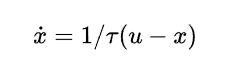 ẋ = 1/τ(u − x)